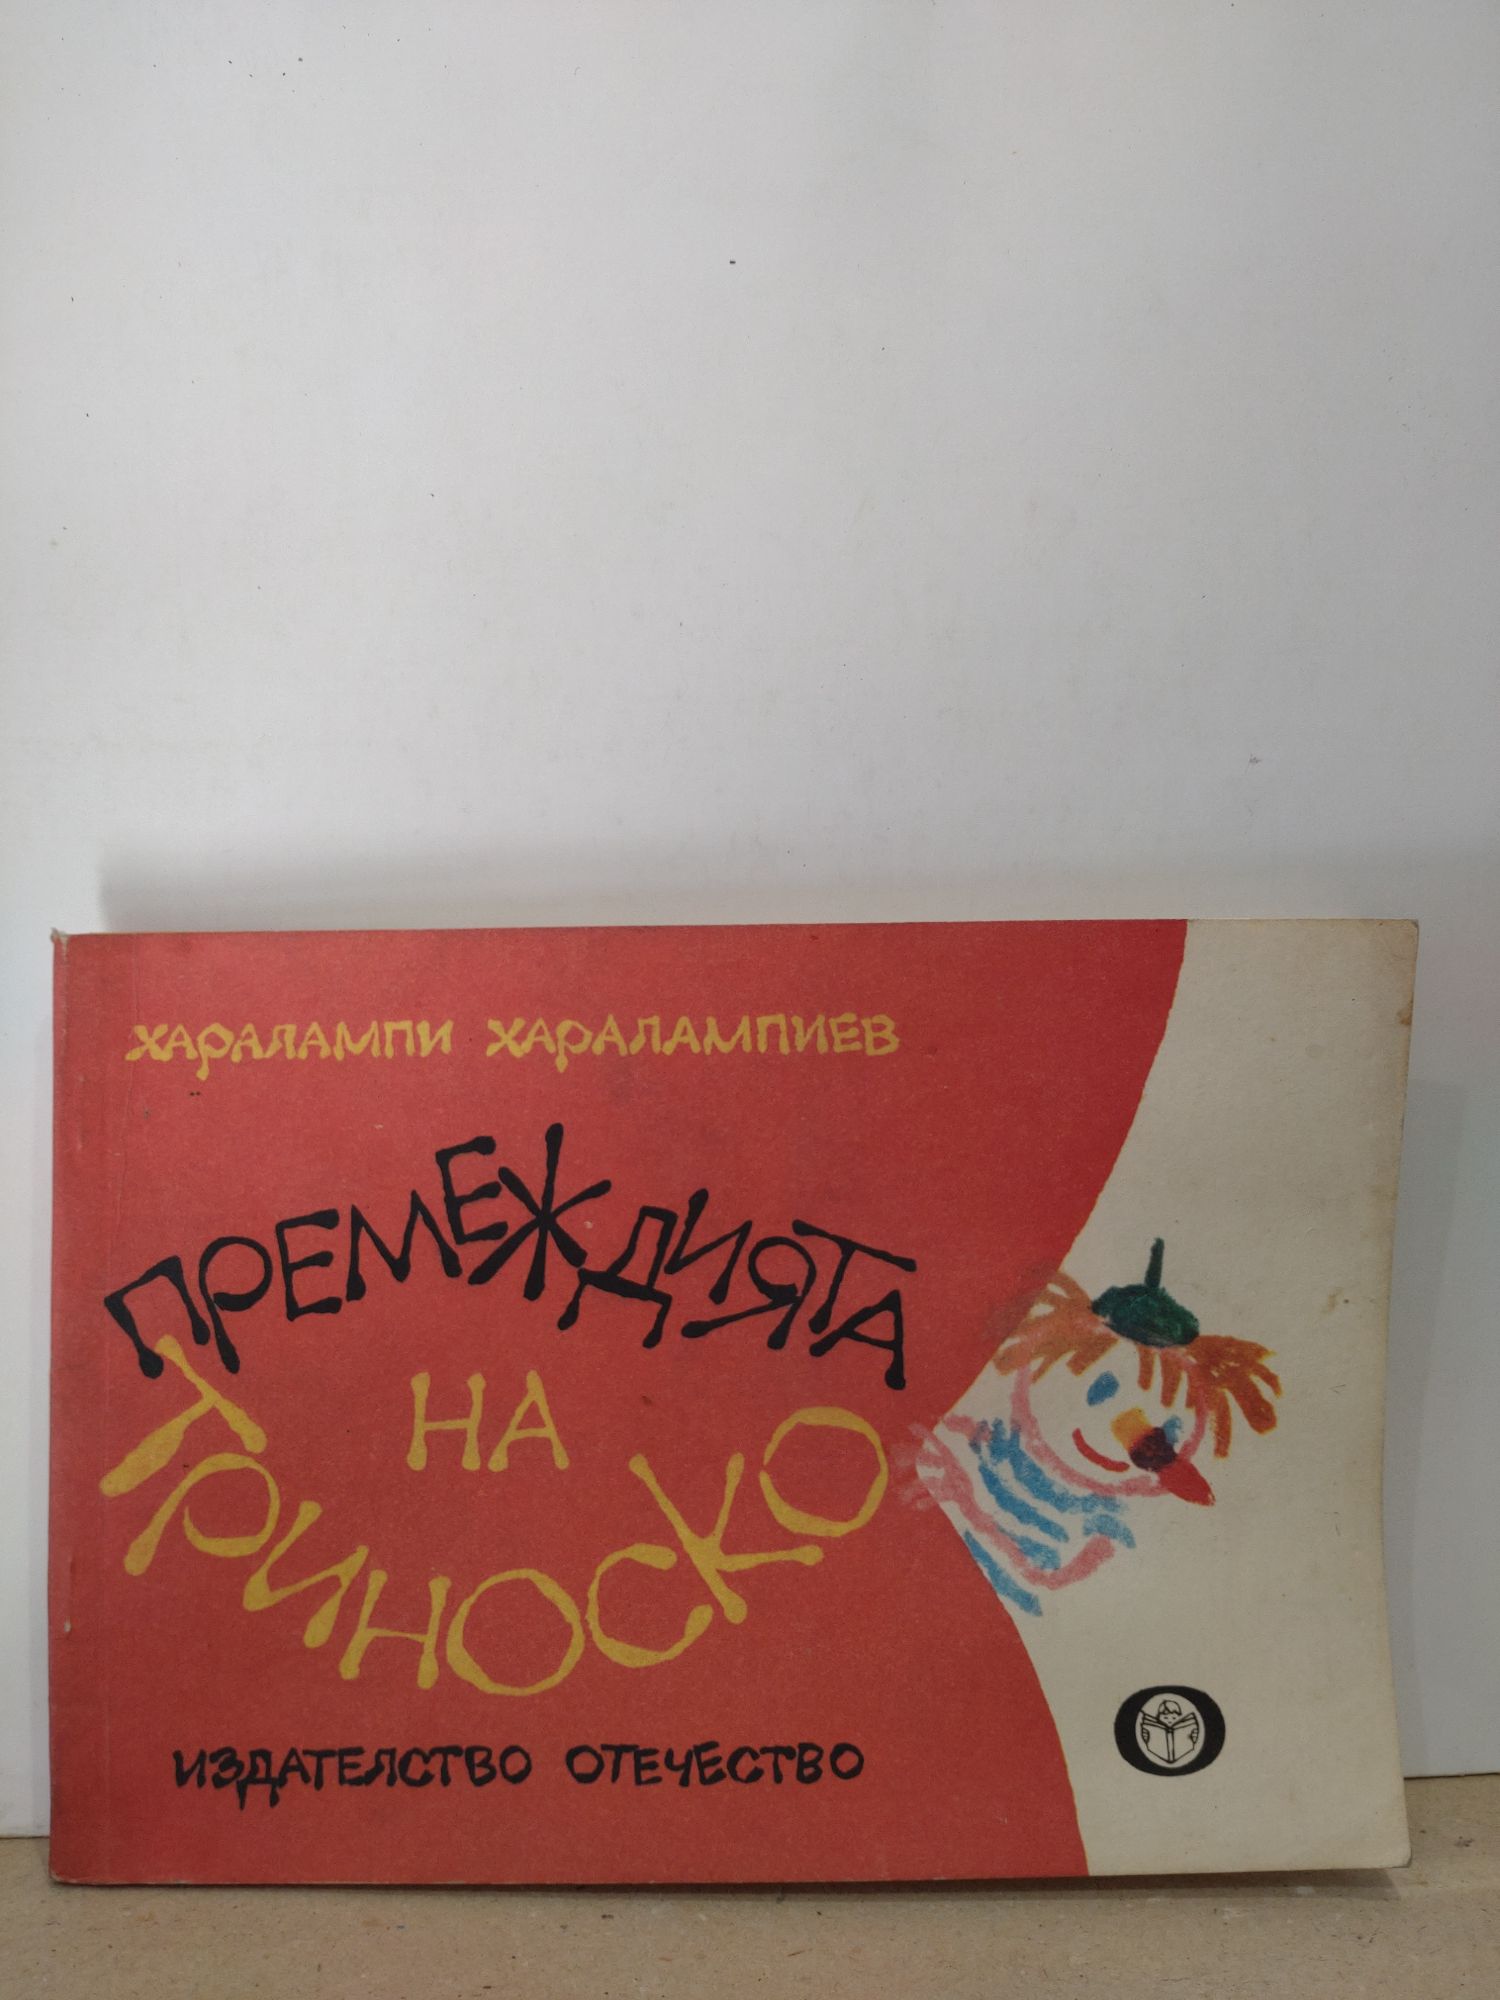 ХАРАЛАМПИ ХАРАЛАМПИЕВ
ПРЕМЕЖДИЯТА
НА
ТРИНОСКО
ИЗДАТЕЛСТВО ОТЕЧЕСТВО